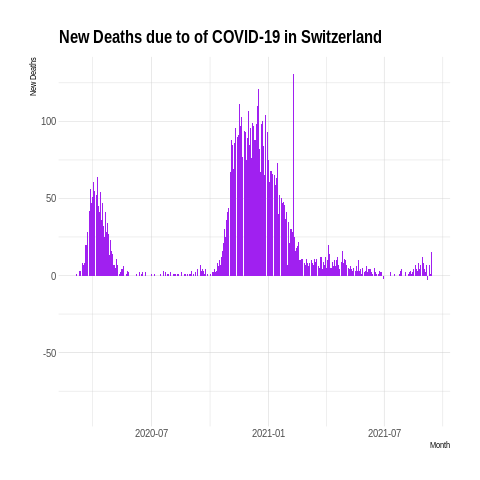 New Deaths due to of COVID-19 in Switzerland
New Deaths
100
50
0
-50
2020-07
2021-01
2021-07
Month